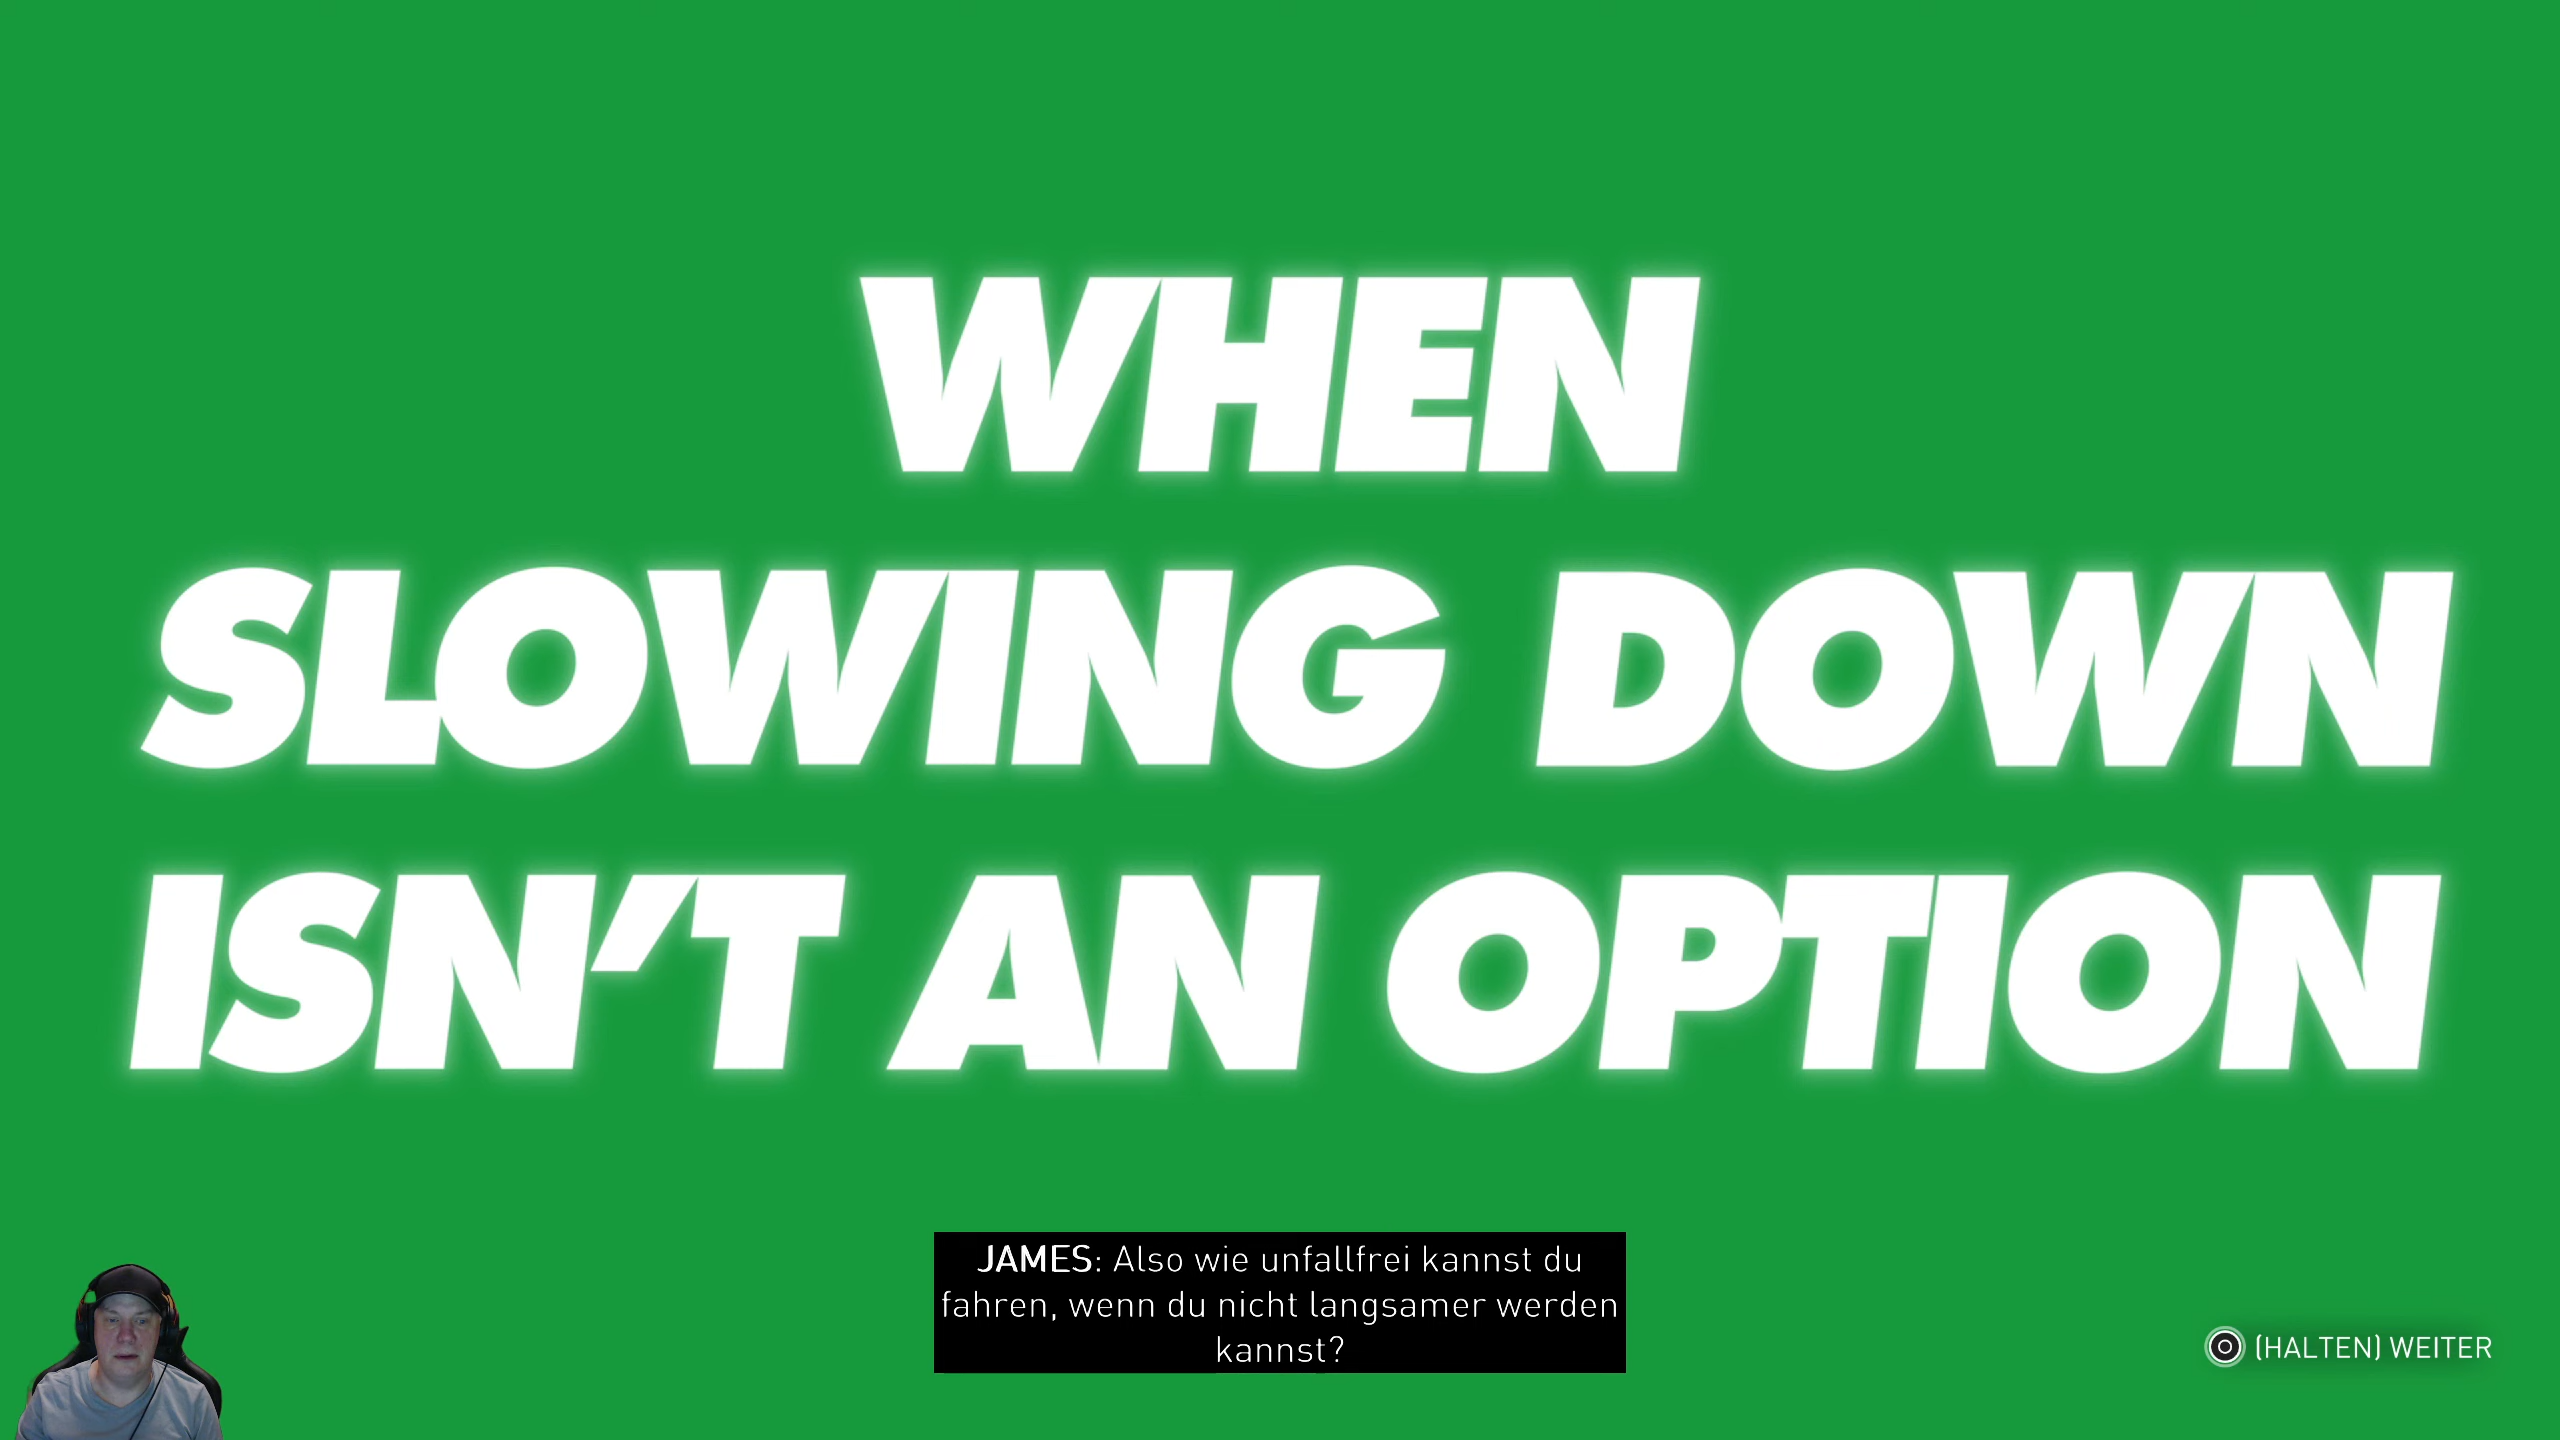 WHEN
SLOWING DOWN
ISN’T AN OPTION
JAMES: Also wie unfallfrei kannst du
fahren, wenn du nicht langsamer werden
kannst?
(HALTEN) WEITER